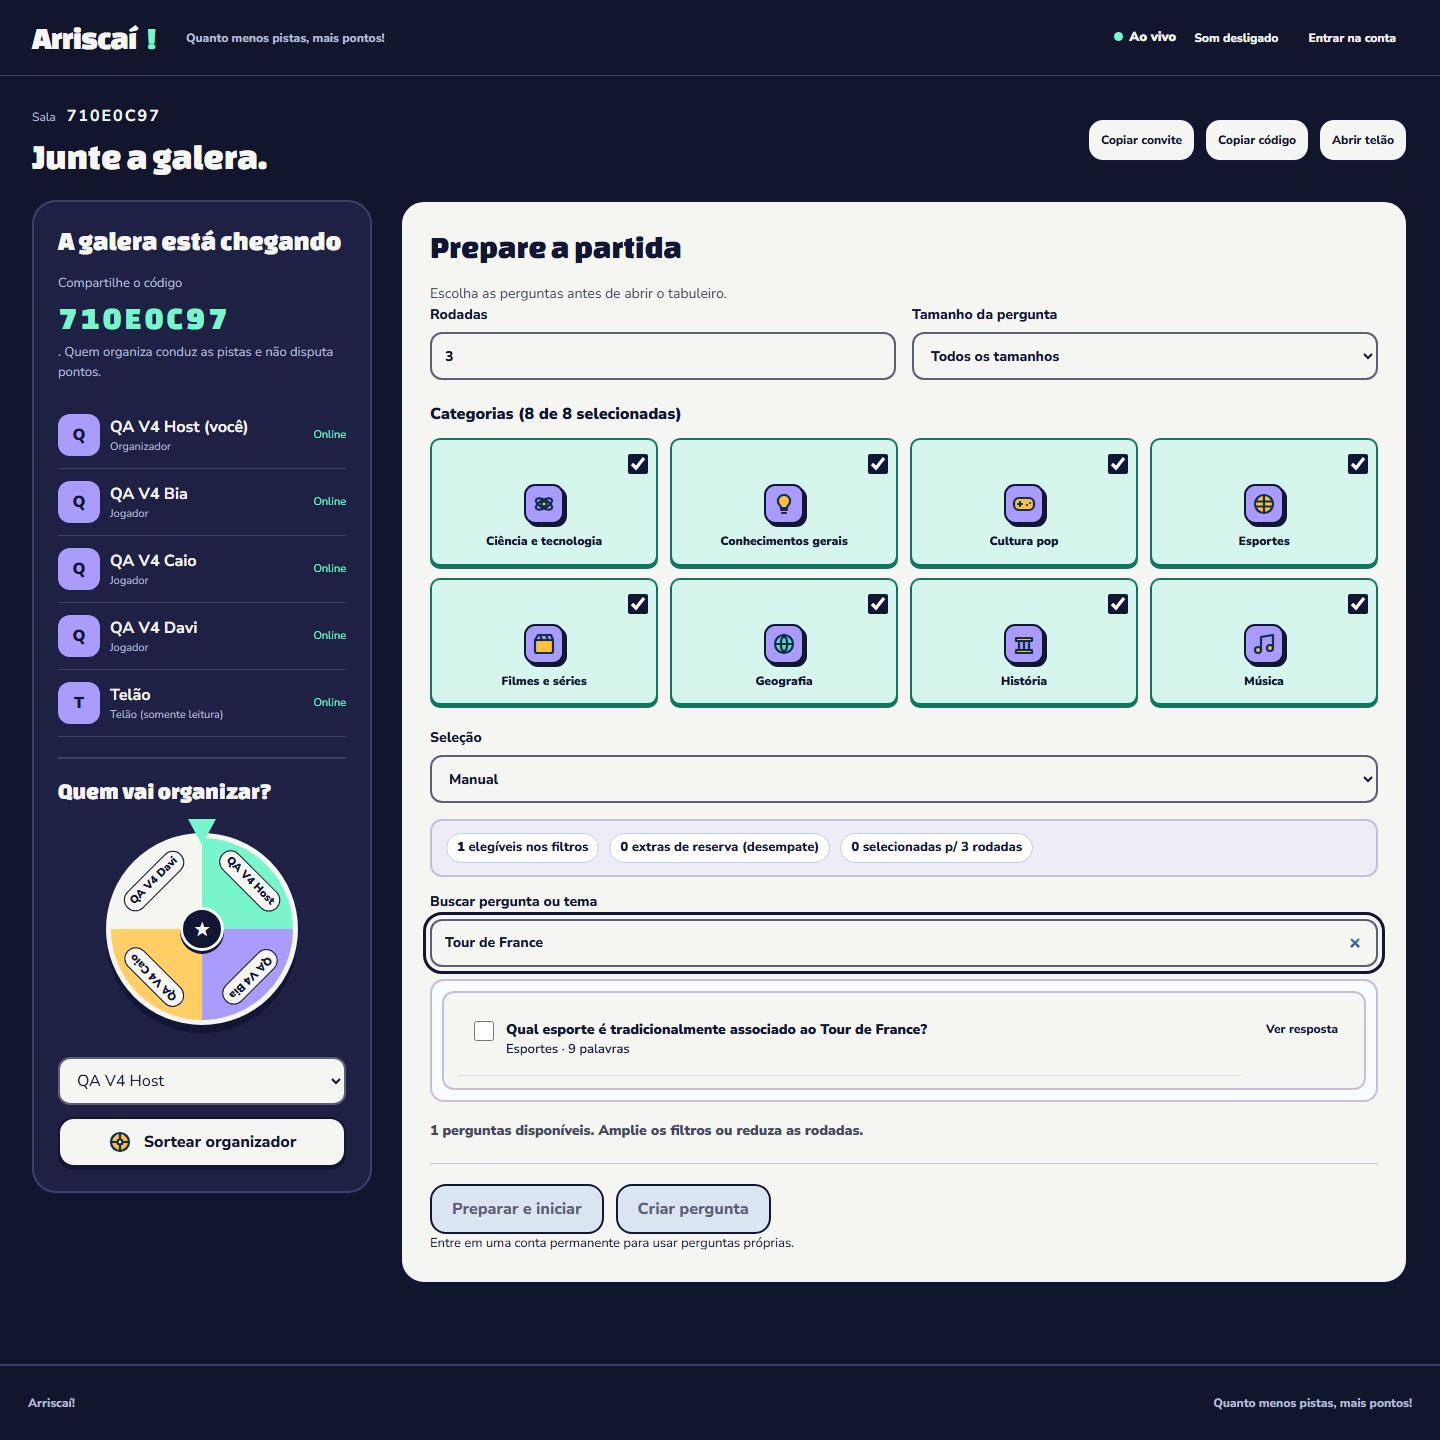 Arriscaí !
Quanto menos pistas, mais pontos!
Ao vivo
Som desligado
Entrar na conta
Sala 710E0C97
Junte a galera.
Copiar convite
Copiar código
Abrir telão
A galera está chegando
Compartilhe o código
710E0C97
. Quem organiza conduz as pistas e não disputa
pontos.
Q
QA V4 Host (você)
Organizador
Online
Q
QA V4 Bia
Jogador
Online
Q
QA V4 Caio
Jogador
Online
Q
QA V4 Davi
Jogador
Online
T
Telão
Telão (somente leitura)
Online
Quem vai organizar?
QA V4 Davi
QA V4 Host
QA V4 Caio
QA V4 Bia
QA V4 Host
Sortear organizador
Prepare a partida
Escolha as perguntas antes de abrir o tabuleiro.
Rodadas
3
Tamanho da pergunta
Todos os tamanhos
Categorias (8 de 8 selecionadas)
Ciência e tecnologia
Conhecimentos gerais
Cultura pop
Esportes
Filmes e séries
Geografia
História
Música
Seleção
Manual
1 elegíveis nos filtros
0 extras de reserva (desempate)
0 selecionadas p/ 3 rodadas
Buscar pergunta ou tema
Tour de France
Qual esporte é tradicionalmente associado ao Tour de France?
Esportes · 9 palavras
Ver resposta
1 perguntas disponíveis. Amplie os filtros ou reduza as rodadas.
Preparar e iniciar
Criar pergunta
Entre em uma conta permanente para usar perguntas próprias.
Arriscaí!
Quanto menos pistas, mais pontos!